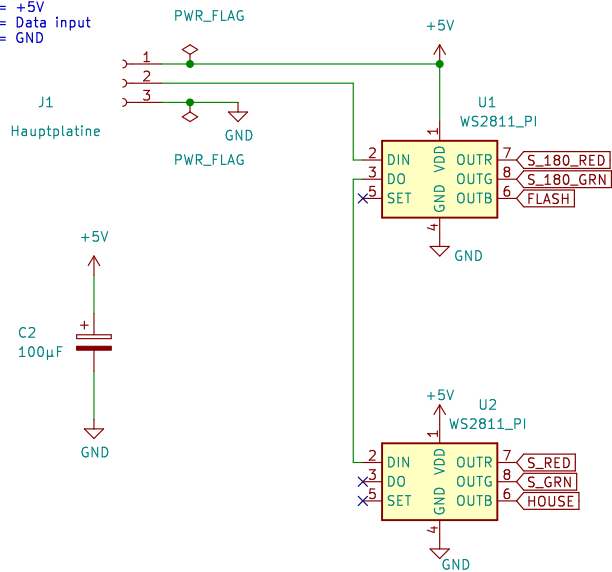 = +5V
= Data input
= GND
PWR_FLAG
+5V
1
2
3
J1
Hauptplatine
GND
PWR_FLAG
U1
WS2811_PI
1
VDD
2 DIN OUTR 7 S_180_RED
3 DO OUTG 8 S_180_GRN
5 SET OUTB 6 FLASH
GND
4
GND
+5V
+
C2
100µF
GND
+5V
U2
WS2811_PI
1
VDD
2 DIN OUTR 7 S_RED
3 DO OUTG 8 S_GRN
5 SET OUTB 6 HOUSE
GND
4
GND